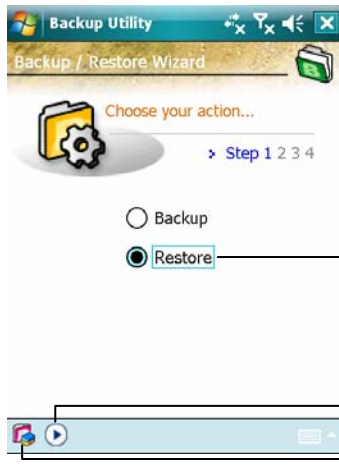 Backup Utility
Backup / Restore Wizard
Choose your action...
Step 1 2 3 4
Backup
Restore